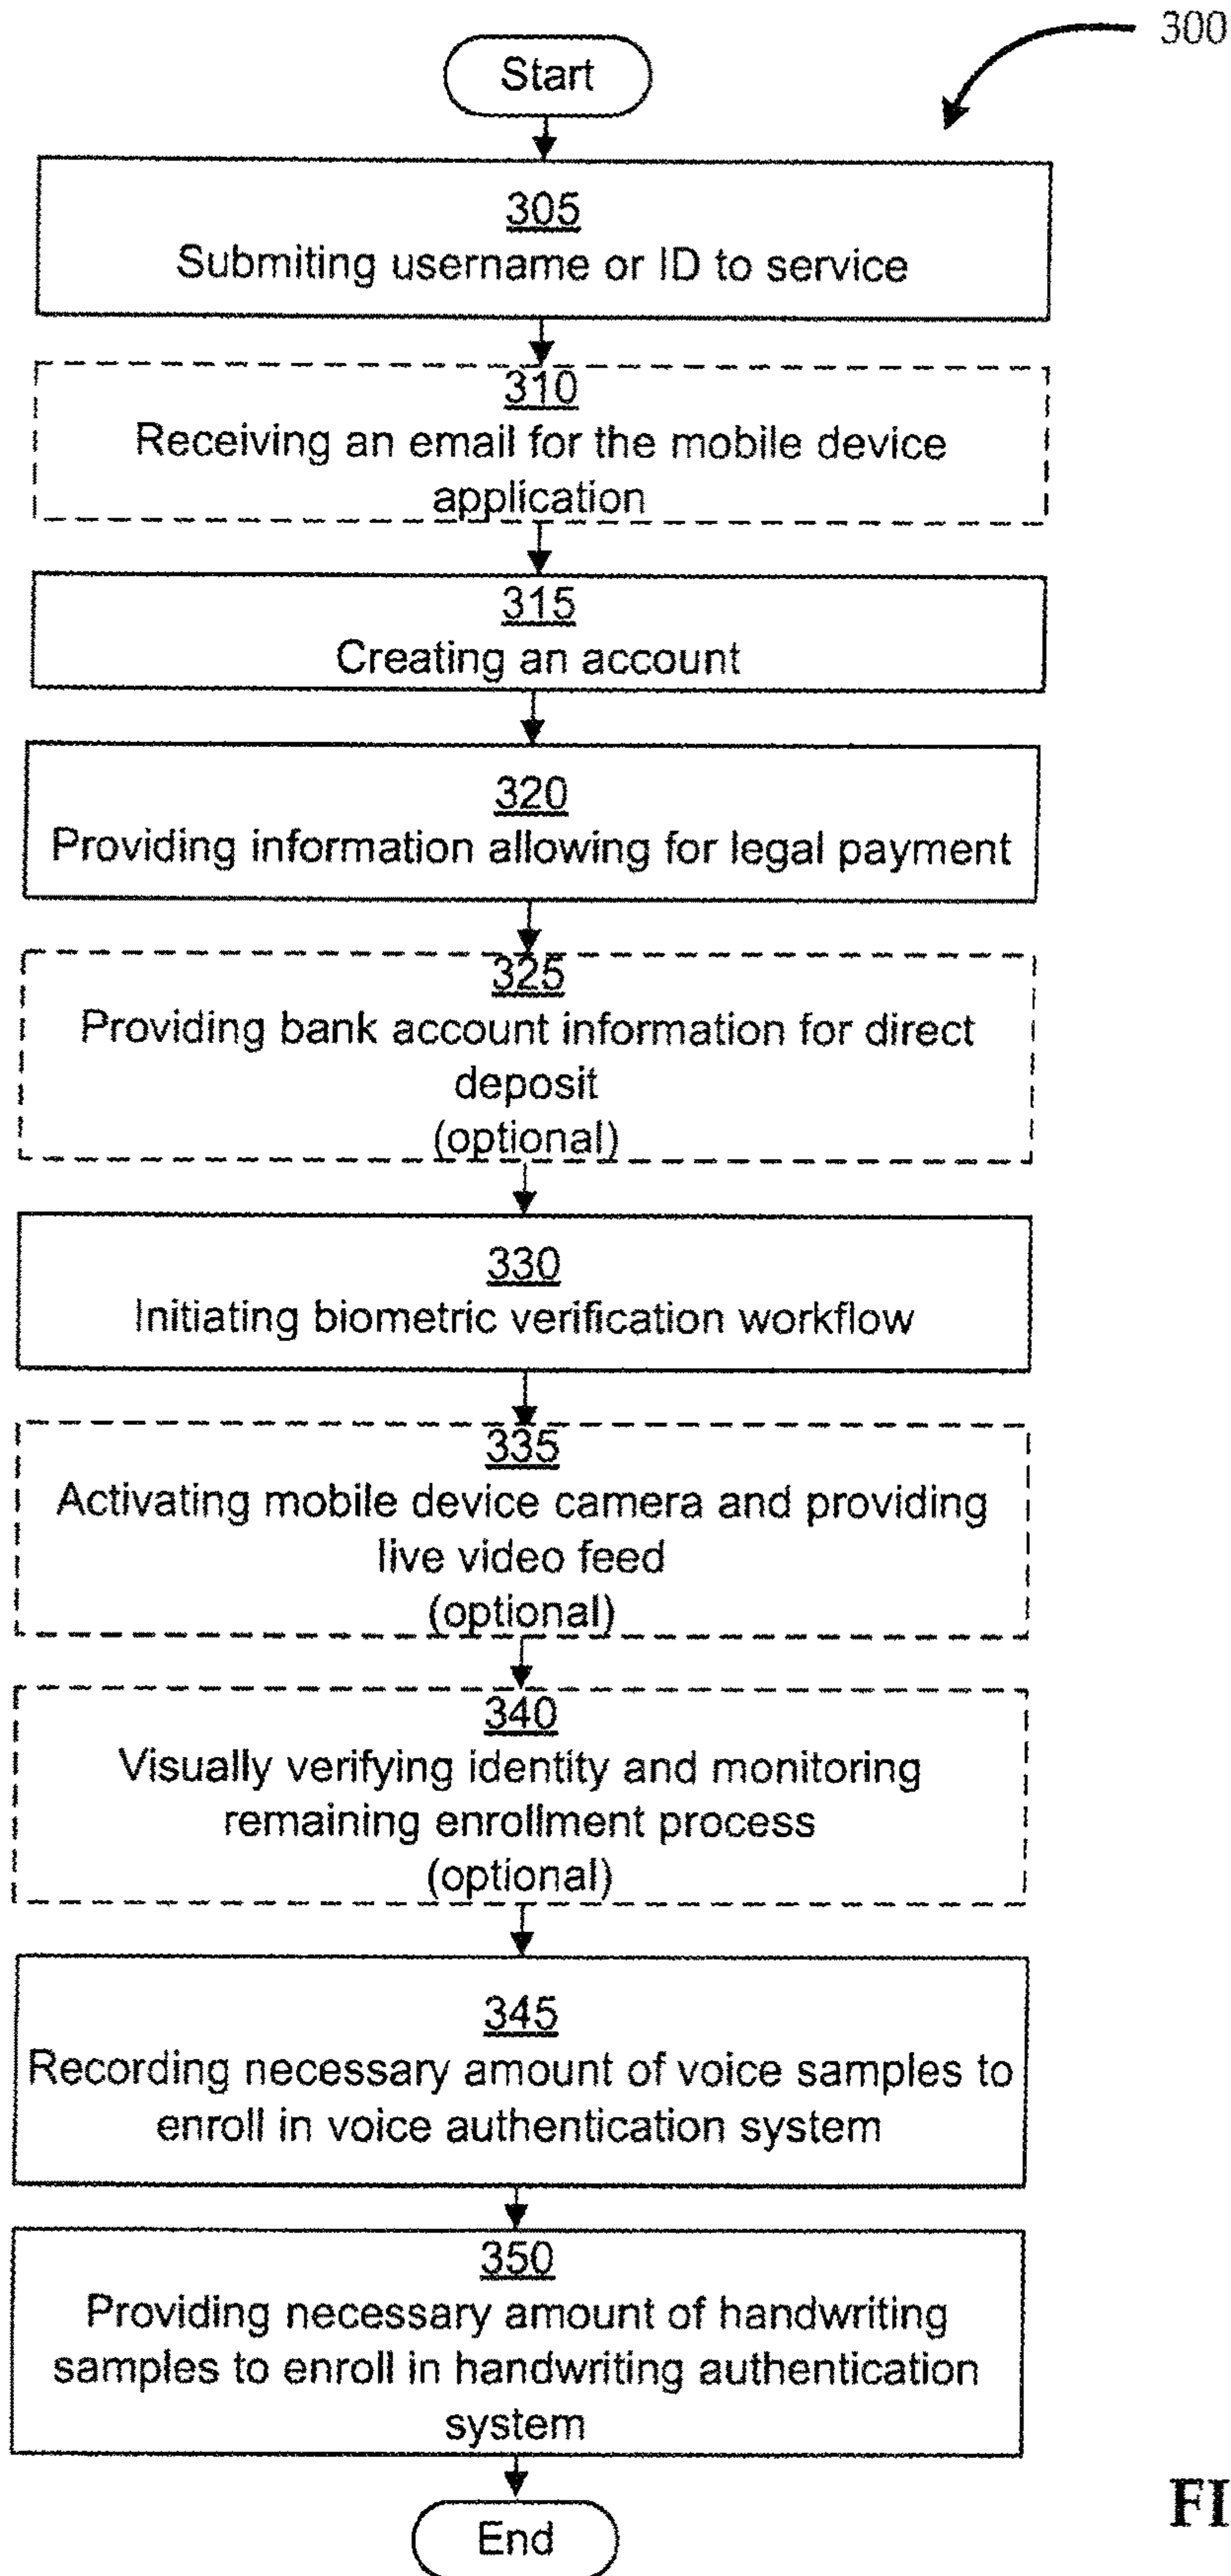 300
Start
305
Submiting username or ID to service
310
Receiving an email for the mobile device
application
315
Creating an account
320
Providing information allowing for legal payment
325
Providing bank account information for direct
deposit
(optional)
330
Initiating biometric verification workflow
335
Activating mobile device camera and providing
live video feed
(optional)
340
Visually verifying identity and monitoring
remaining enrollment process
(optional)
345
Recording necessary amount of voice samples to
enroll in voice authentication system
350
Providing necessary amount of handwriting
samples to enroll in handwriting authentication
system
End
FI